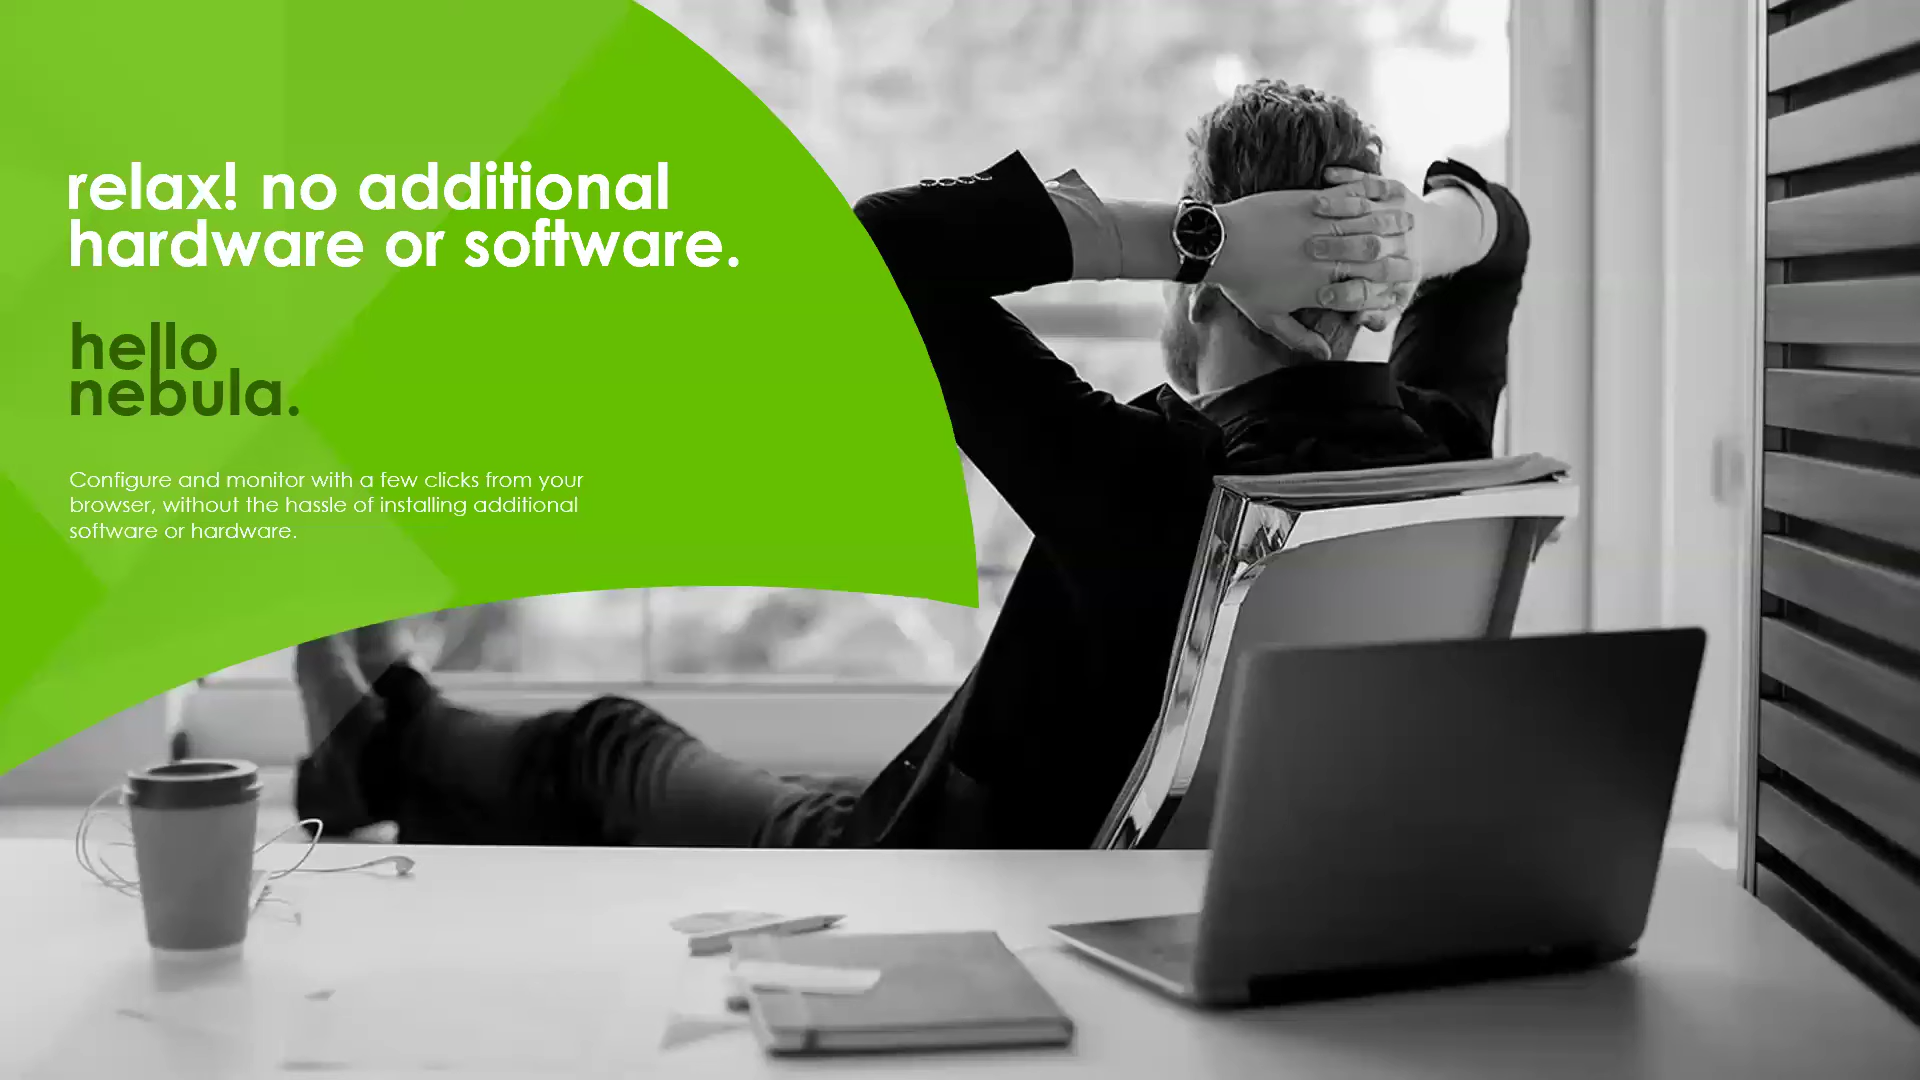 relax! no additional
hardware or software.
hello
nebula.
Configure and monitor with a few clicks from your
browser, without the hassle of installing additional
software or hardware.